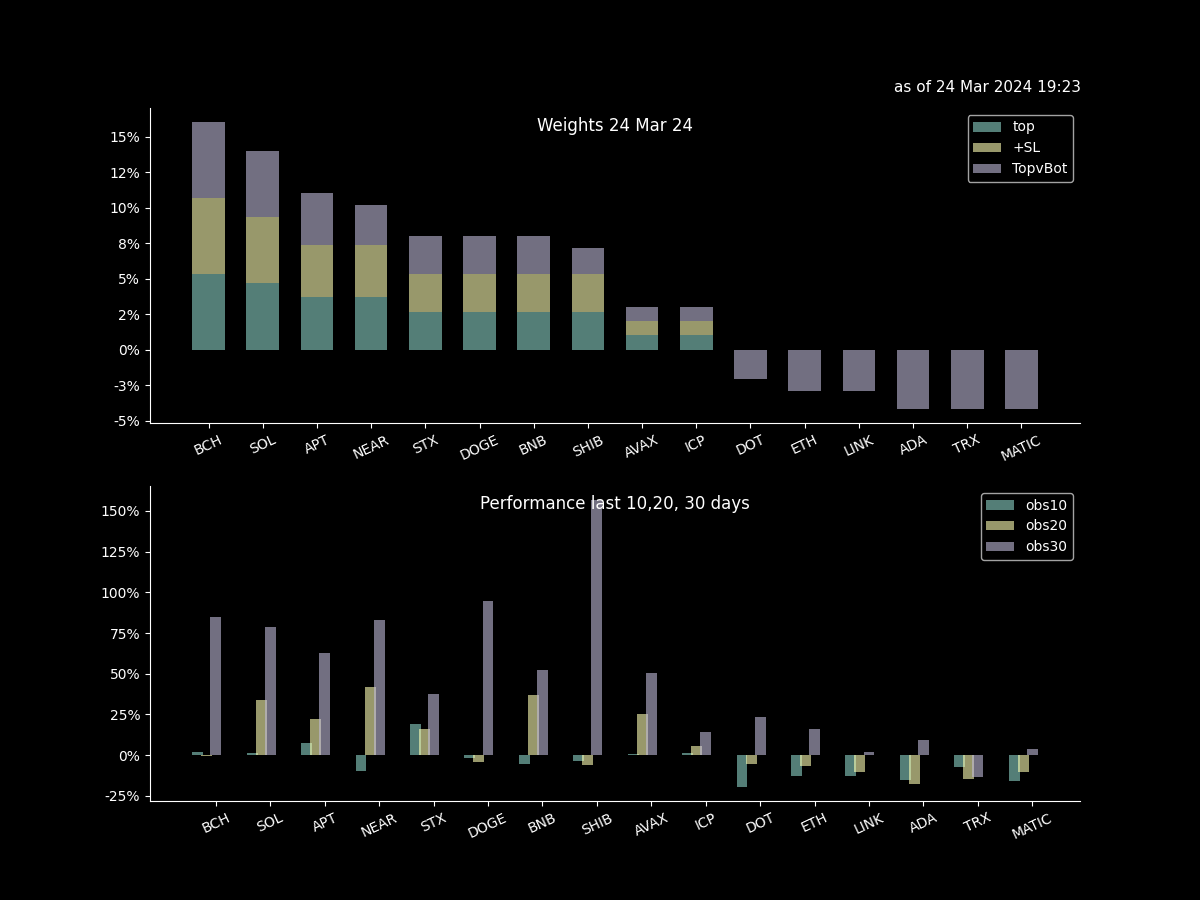 as of 24 Mar 2024 19:23
Weights 24 Mar 24
top
+SL
TopvBot
15%
12%
10%
8%
5%
2%
0%
-3%
-5%
BCH SOL APT NEAR STX DOGE BNB SHIB AVAX ICP DOT ETH LINK ADA TRX MATIC
Performance last 10,20, 30 days
obs10
obs20
obs30
150%
125%
100%
75%
50%
25%
0%
-25%
BCH SOL APT NEAR STX DOGE BNB SHIB AVAX ICP DOT ETH LINK ADA TRX MATIC